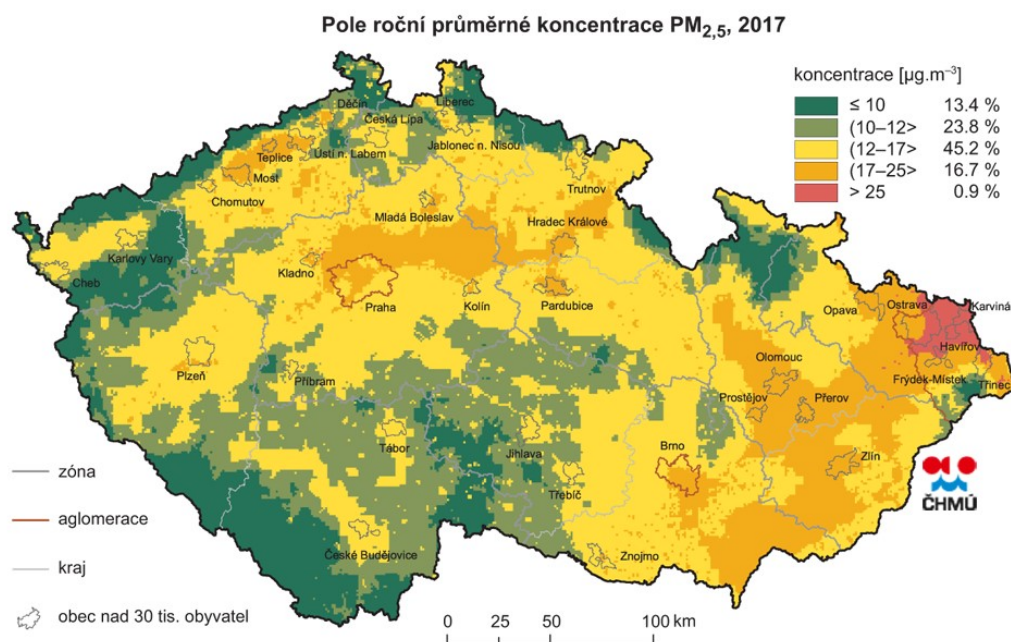 Pole roční průměrné koncentrace PM2,5, 2017
koncentrace [µg.m–3]
≤ 10 13.4 %
(10–12> 23.8 %
(12–17> 45.2 %
(17–25> 16.7 %
> 25 0.9 %
Děčín
Liberec
Česká Lípa
Ústí n. Labem
Jablonec n. Nisou
Teplice
Most
Chomutov
Trutnov
Mladá Boleslav
Hradec Králové
Karlovy Vary
Cheb
Kladno
Praha
Kolín
Pardubice
Opava
Ostrava
Karviná
Havířov
Frýdek-Místek
Třinec
Olomouc
Plzeň
Příbram
Prostějov
Přerov
Tábor
Jihlava
Brno
Zlín
Třebíč
České Budějovice
Znojmo
ČHMÚ
zóna
aglomerace
kraj
obec nad 30 tis. obyvatel
0 25 50 100 km